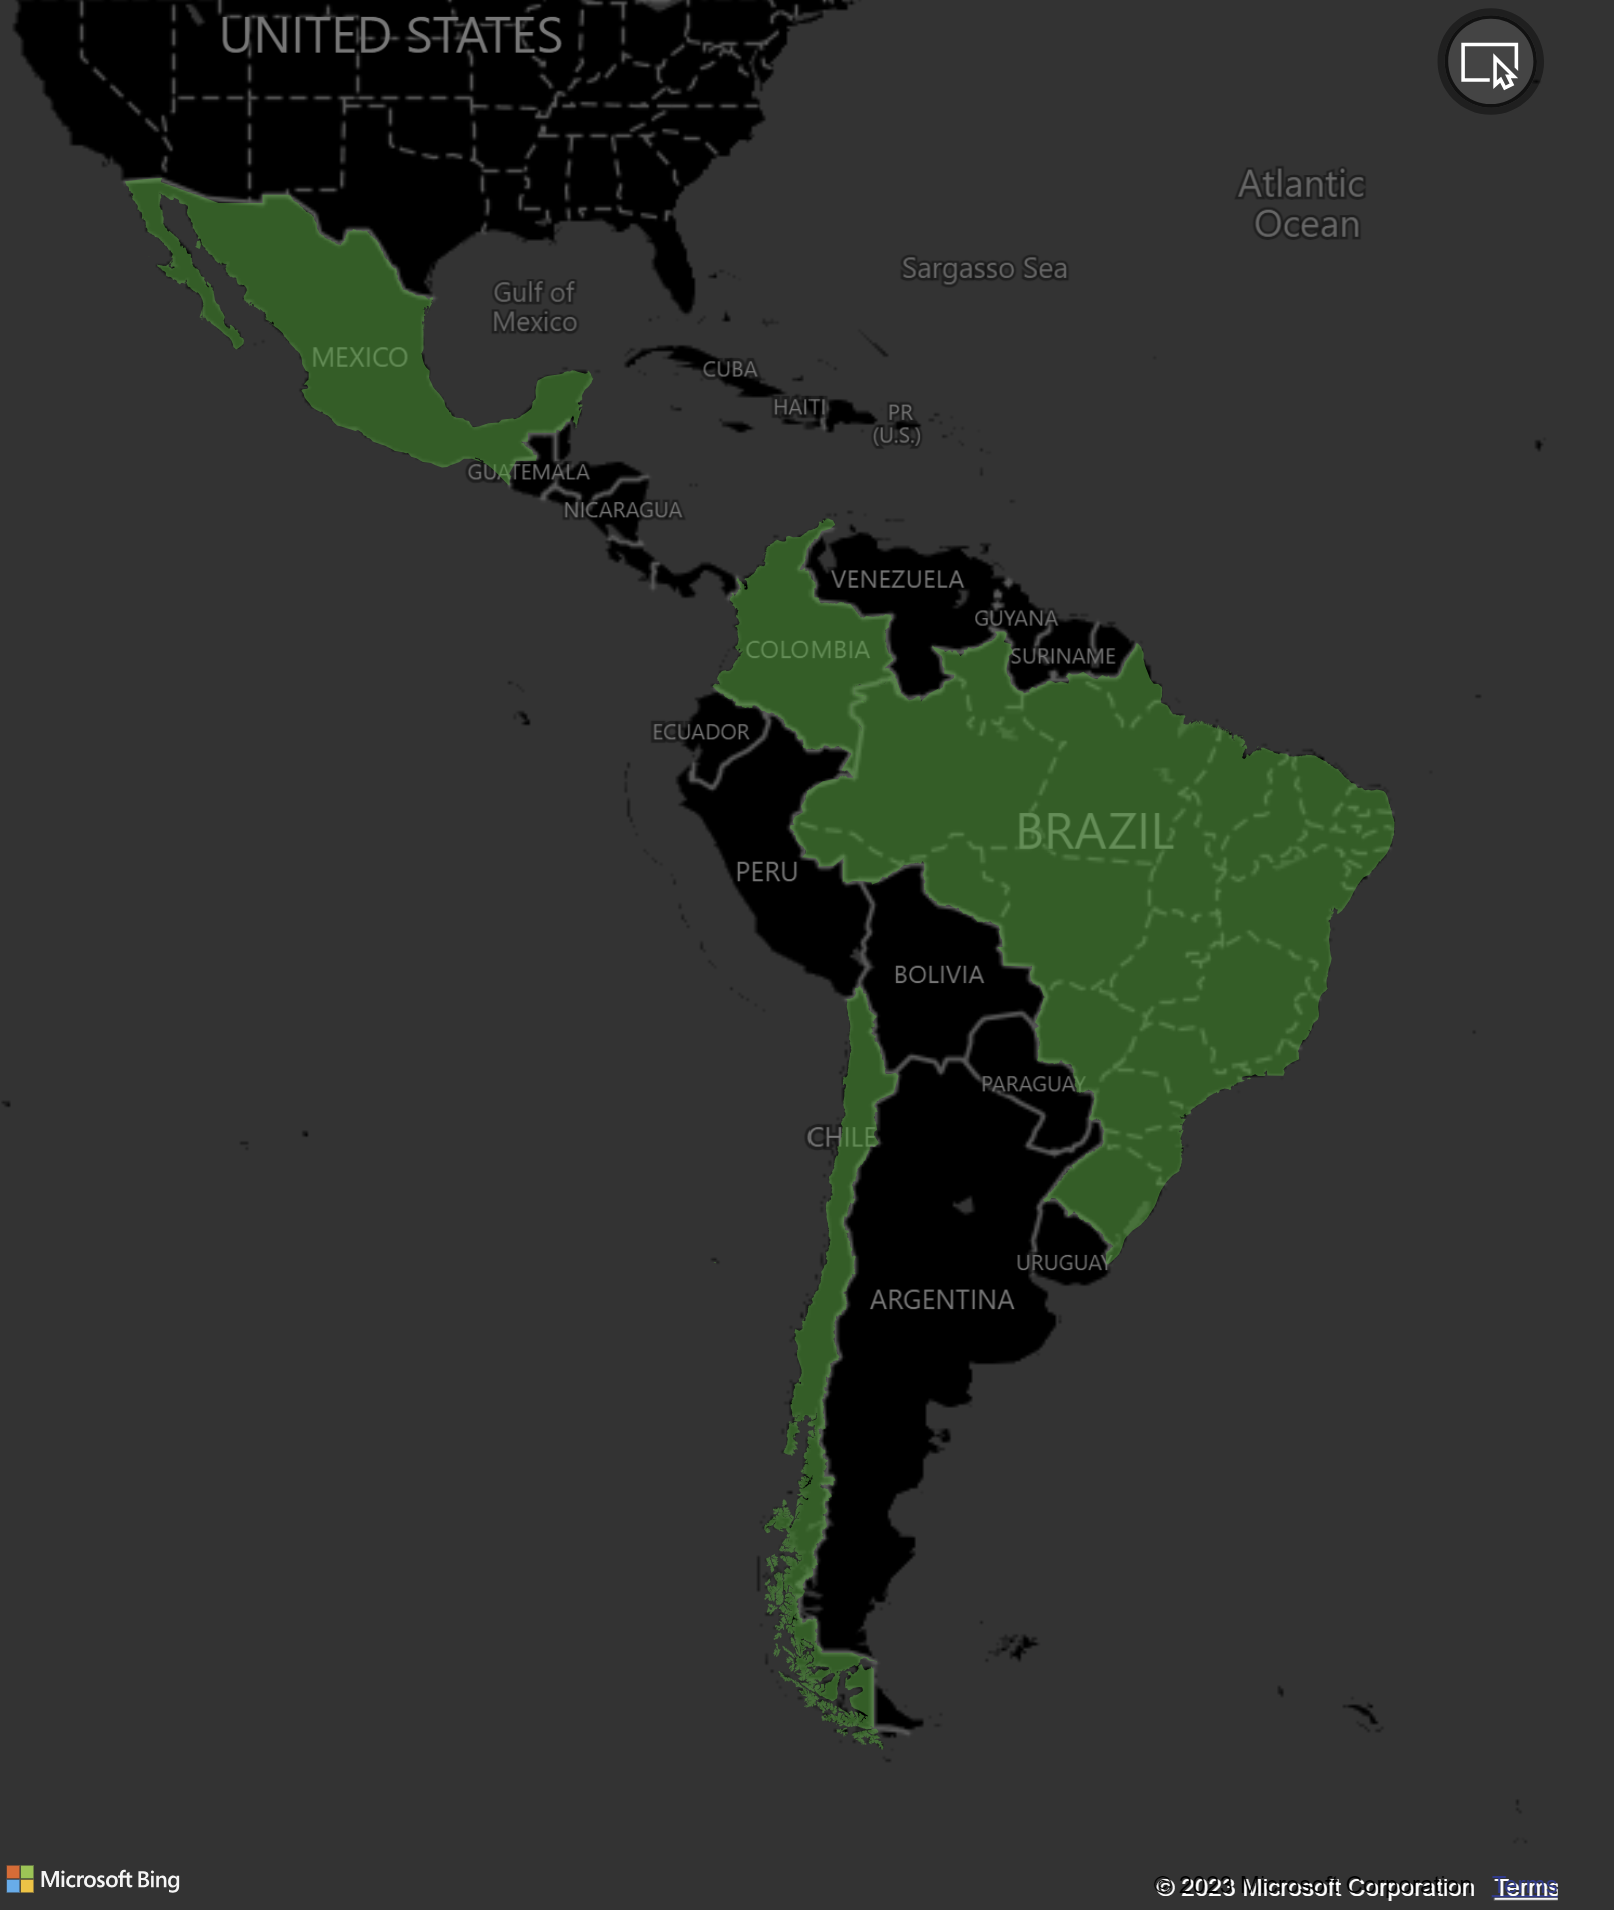 UNITED STATES
Atlantic
Ocean
Sargasso Sea
Gulf of
Mexico
MEXICO
CUBA
HAITI
PR
(U.S.)
GUATEMALA
NICARAGUA
VENEZUELA
GUYANA
COLOMBIA
SURINAME
ECUADOR
BRAZIL
PERU
BOLIVIA
PARAGUAY
CHILE
URUGUAY
ARGENTINA
Microsoft Bing
© 2023 Microsoft Corporation Terms